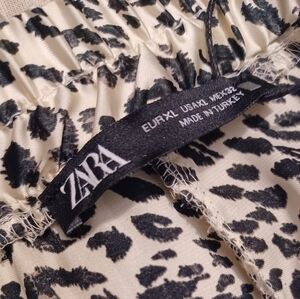 ZARA
EUR XL USA XL MEX 32
MADE IN TURKEY